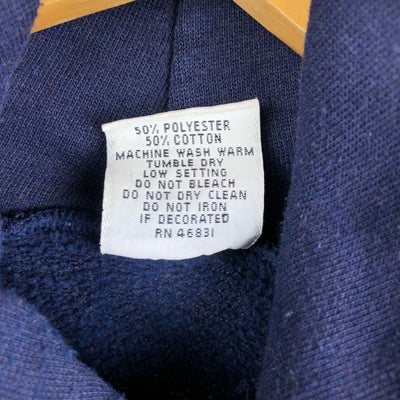 50% POLYESTER
50% COTTON
MACHINE WASH WARM
TUMBLE DRY
LOW SETTING
DO NOT BLEACH
DO NOT DRY CLEAN
DO NOT IRON
IF DECORATED
RN 46831